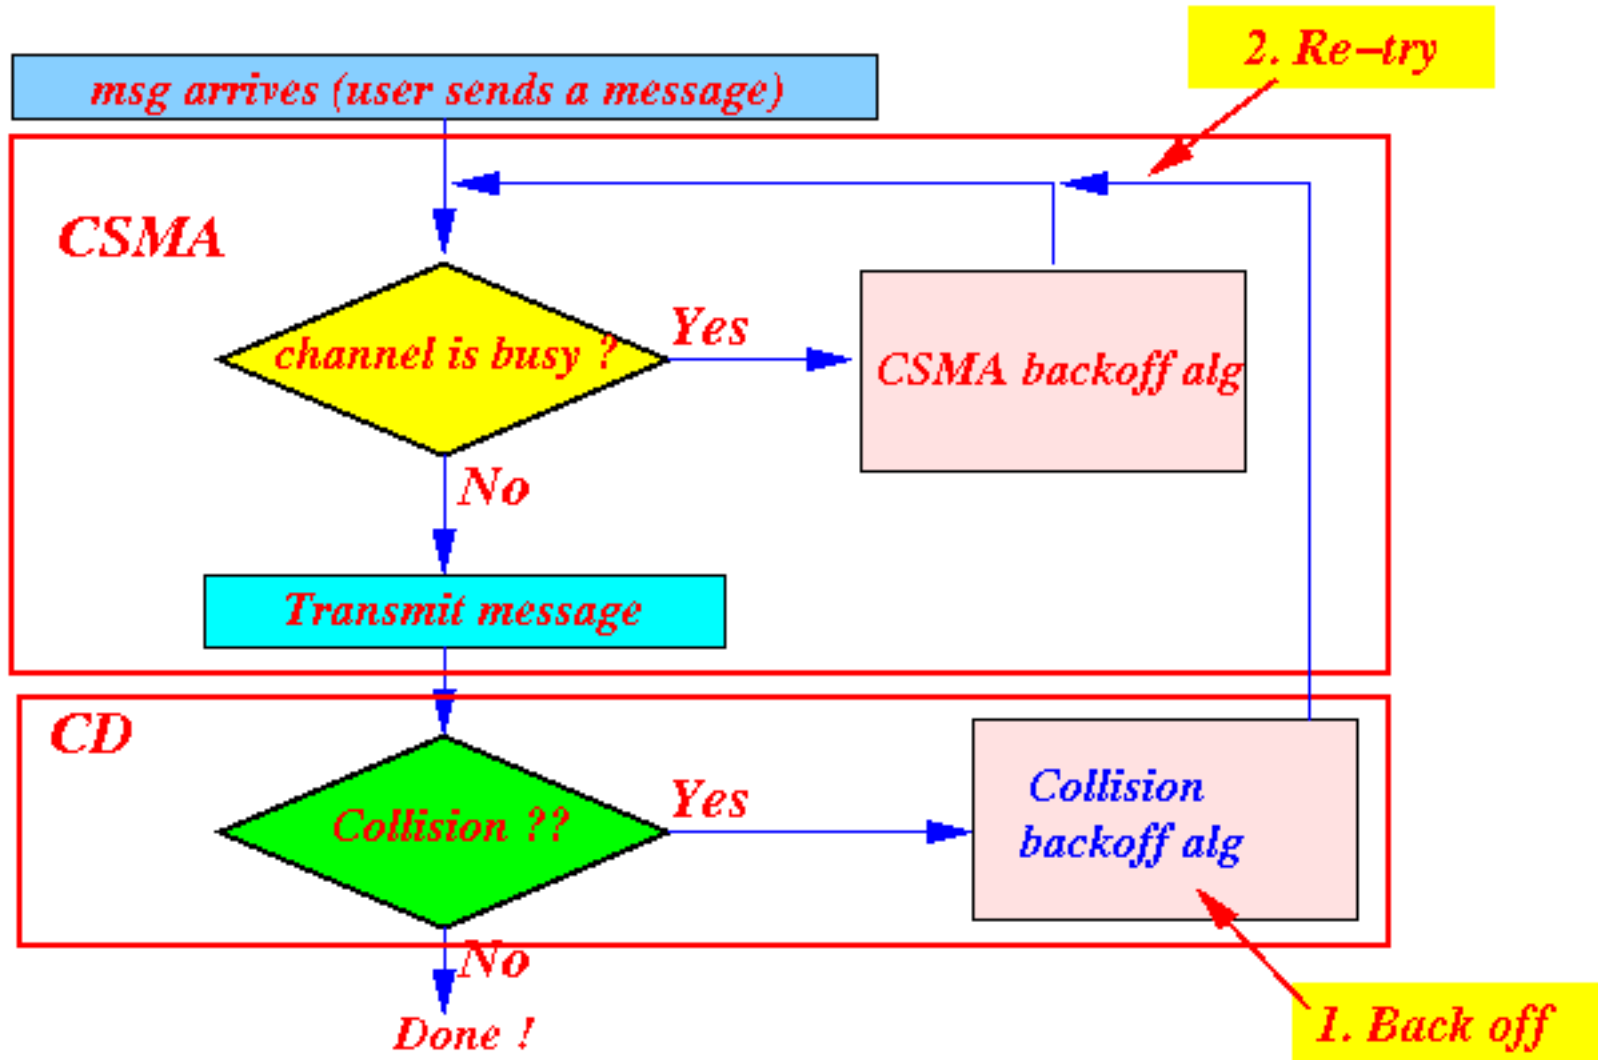 2. Re-try
msg arrives (user sends a message)
CSMA
channel is busy ?
Yes
CSMA backoff alg
No
Transmit message
CD
Collision ??
Yes
Collision
backoff alg
No
Done !
1. Back off